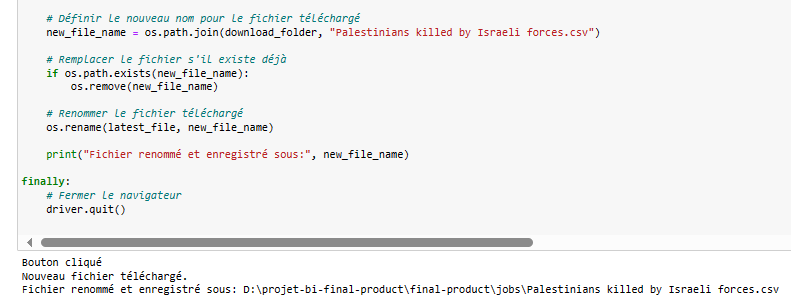 # Définir le nouveau nom pour le fichier téléchargé
new_file_name = os.path.join(download_folder, "Palestinians killed by Israeli forces.csv")
# Remplacer le fichier s'il existe déjà
if os.path.exists(new_file_name):
os.remove(new_file_name)
# Renommer le fichier téléchargé
os.rename(latest_file, new_file_name)
print("Fichier renommé et enregistré sous:", new_file_name)
finally:
# Fermer le navigateur
driver.quit()
Bouton cliqué
Nouveau fichier téléchargé.
Fichier renommé et enregistré sous: D:\projet-bi-final-product\final-product\jobs\Palestinians killed by Israeli forces.csv